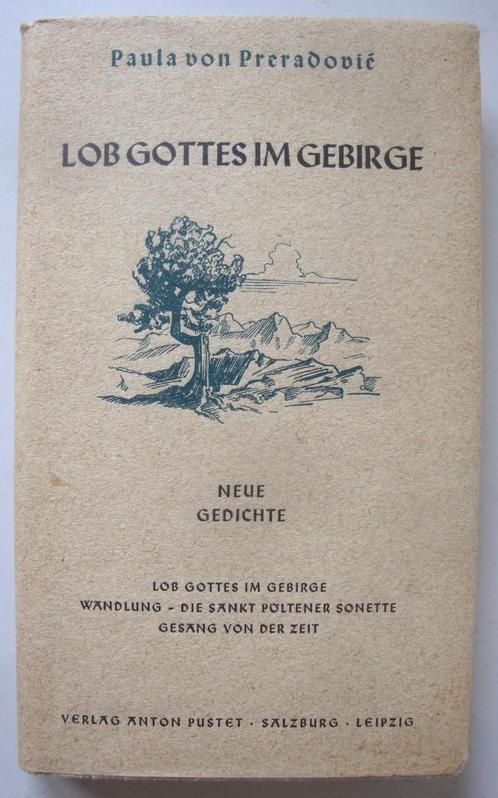 Paula von Preradović
LOB GOTTES IM GEBIRGE
NEUE
GEDICHTE
LOB GOTTES IM GEBIRGE
WANDLUNG - DIE SANKT PÖLTENER SONETTE
GESANG VON DER ZEIT
VERLAG ANTON PUSTET · SALZBURG · LEIPZIG